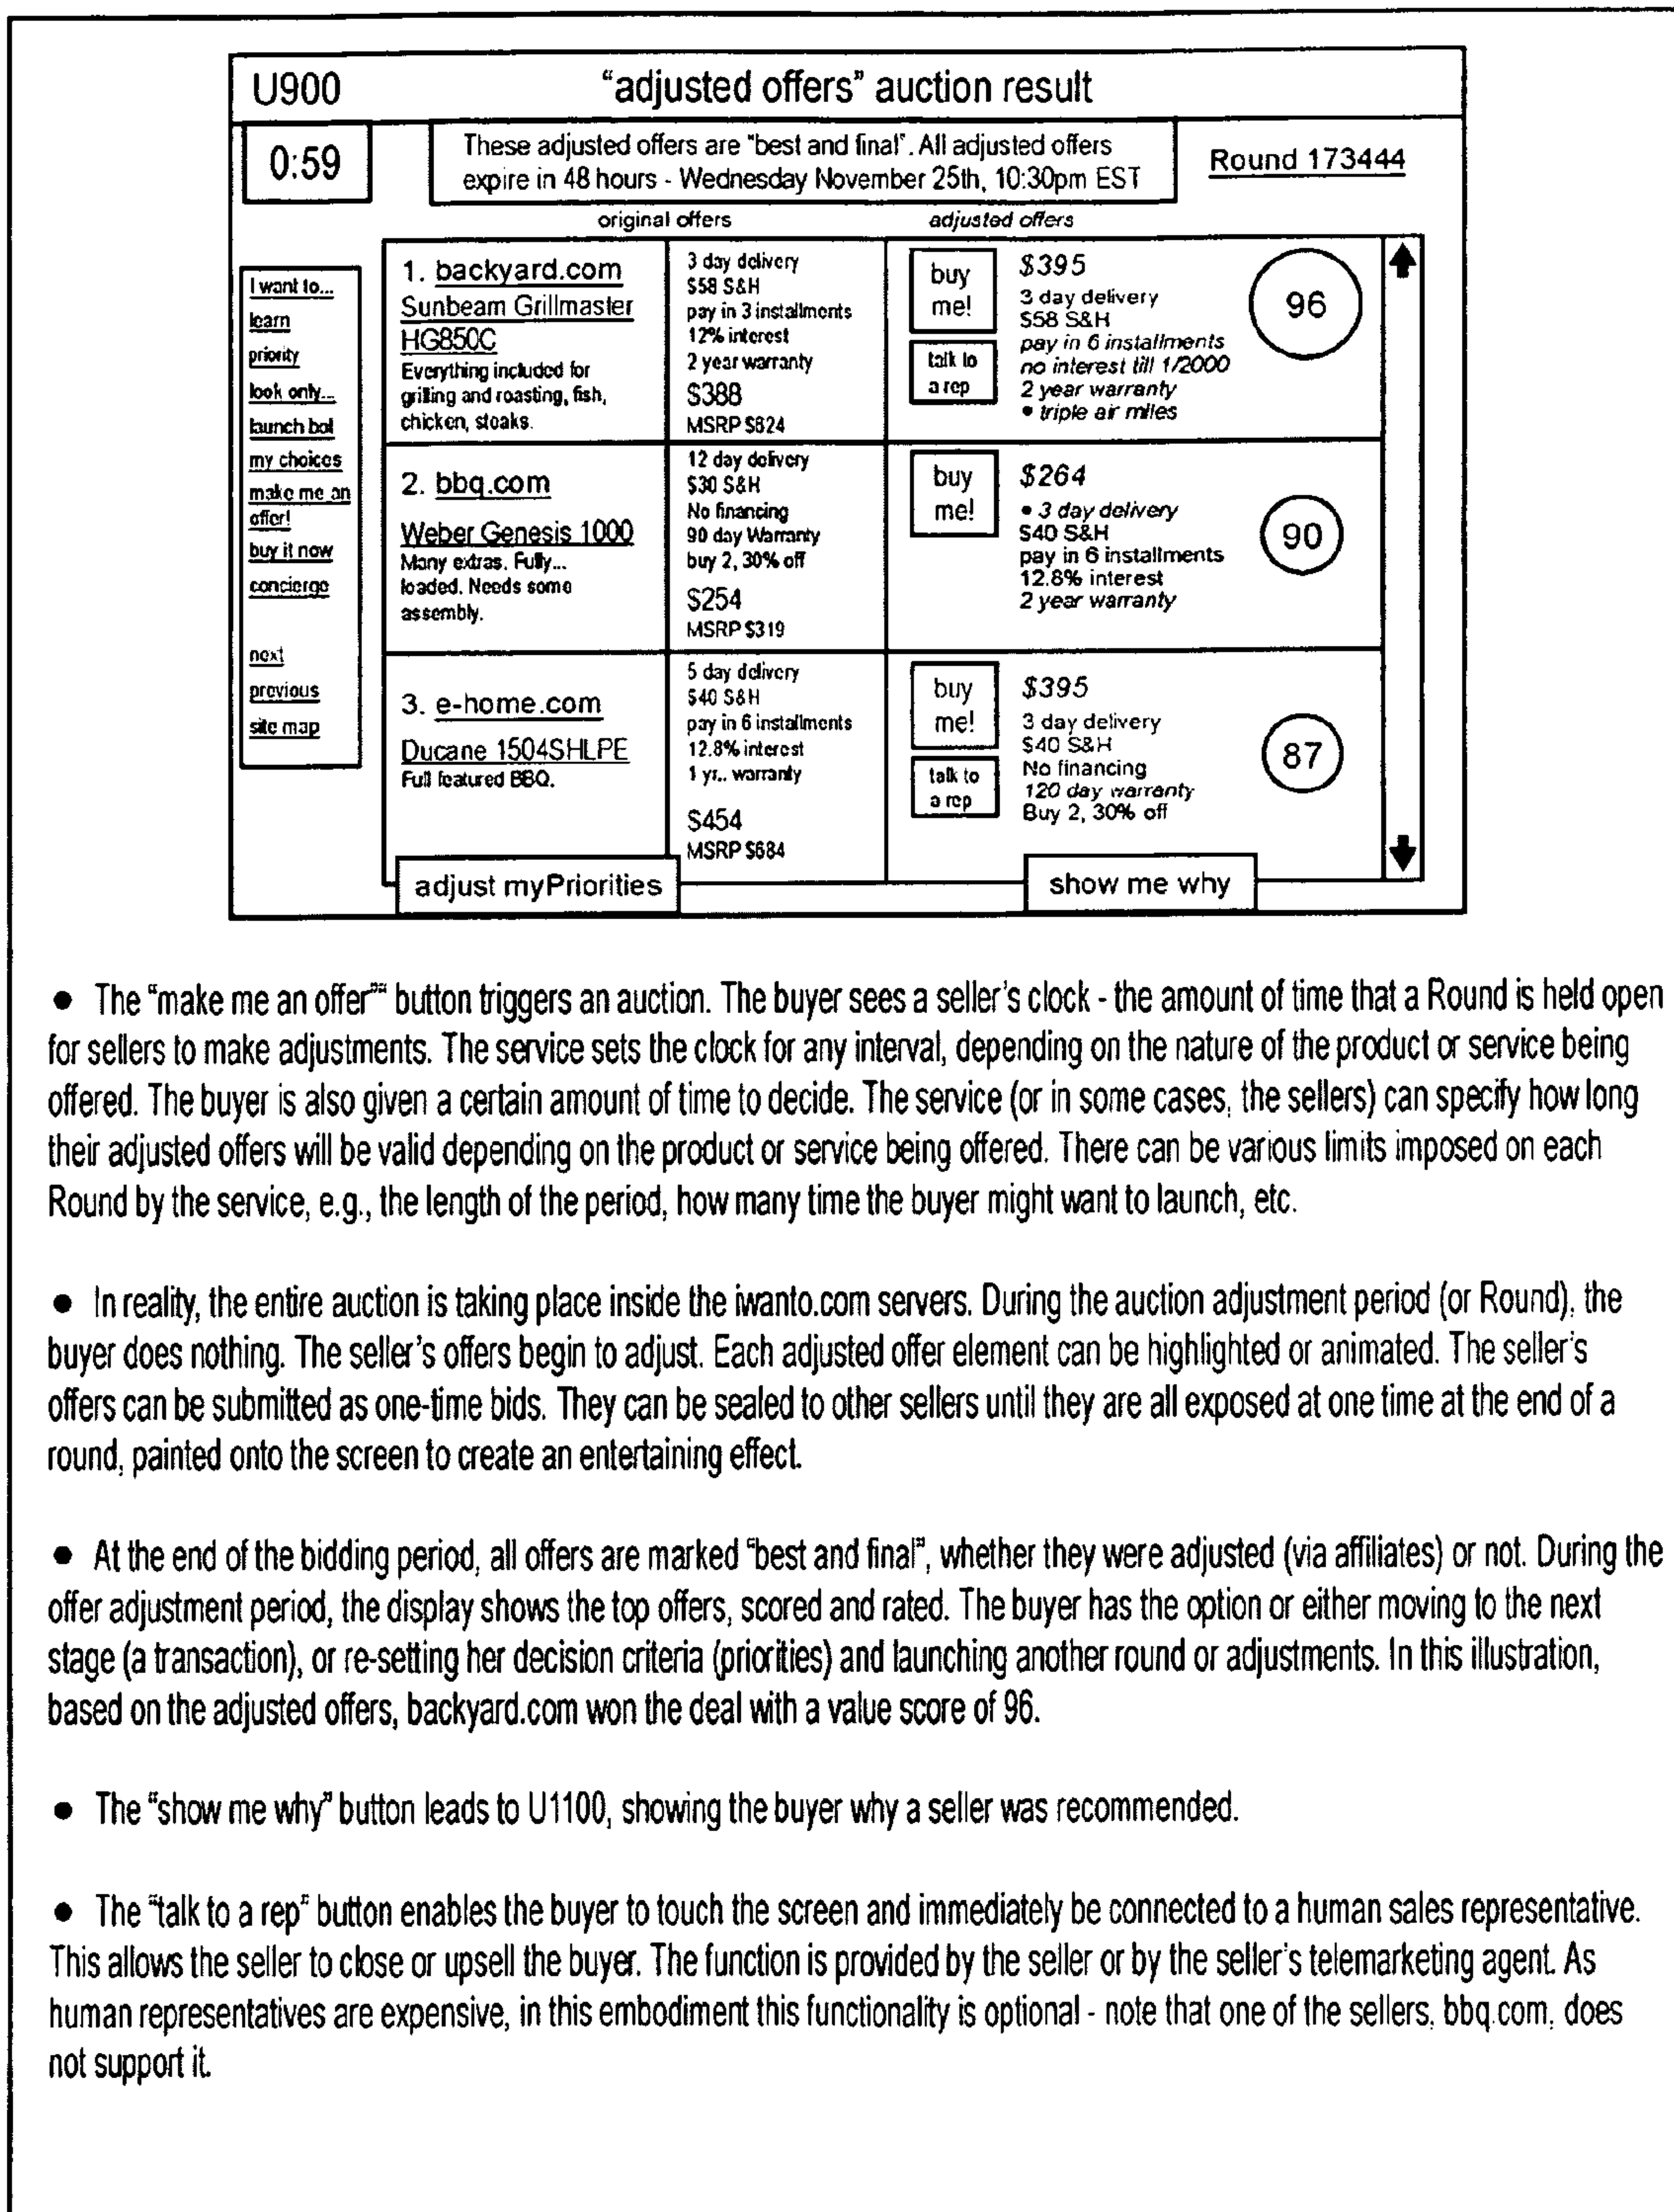 U900
"adjusted offers" auction result
0:59
These adjusted offers are "best and final". All adjusted offers
expire in 48 hours - Wednesday November 25th, 10:30pm EST
Round 173444
original offers
adjusted offers
I want to...
learn
priority
look only...
launch bot
my choices
make me an
offer!
buy it now
concierge
next
previous
site map
1. backyard.com
Sunbeam Grillmaster
HG850C
Everything included for
grilling and roasting, fish,
chicken, steaks.
3 day delivery
$58 S&H
pay in 3 installments
12% interest
2 year warranty
$388
MSRP $824
buy
me!
talk to
a rep
$395
3 day delivery
$58 S&H
pay in 6 installments
no interest till 1/2000
2 year warranty
• triple air miles
96
2. bbq.com
Weber Genesis 1000
Many extras. Fully...
loaded. Needs some
assembly.
12 day delivery
$30 S&H
No financing
90 day Warranty
buy 2, 30% off
$254
MSRP $319
buy
me!
$264
• 3 day delivery
$40 S&H
pay in 6 installments
12.8% interest
2 year warranty
90
3. e-home.com
Ducane 1504SHLPE
Full featured BBQ.
5 day delivery
$40 S&H
pay in 6 installments
12.8% interest
1 yr.. warranty
$454
MSRP $684
buy
me!
talk to
a rep
$395
3 day delivery
$40 S&H
No financing
120 day warranty
Buy 2, 30% off
87
adjust myPriorities
show me why
• The "make me an offer"" button triggers an auction. The buyer sees a seller's clock - the amount of time that a Round is held open
for sellers to make adjustments. The service sets the clock for any interval, depending on the nature of the product or service being
offered. The buyer is also given a certain amount of time to decide. The service (or in some cases, the sellers) can specify how long
their adjusted offers will be valid depending on the product or service being offered. There can be various limits imposed on each
Round by the service, e.g., the length of the period, how many time the buyer might want to launch, etc.
• In reality, the entire auction is taking place inside the iwanto.com servers. During the auction adjustment period (or Round), the
buyer does nothing. The seller's offers begin to adjust. Each adjusted offer element can be highlighted or animated. The seller's
offers can be submitted as one-time bids. They can be sealed to other sellers until they are all exposed at one time at the end of a
round, painted onto the screen to create an entertaining effect.
• At the end of the bidding period, all offers are marked "best and final", whether they were adjusted (via affiliates) or not. During the
offer adjustment period, the display shows the top offers, scored and rated. The buyer has the option or either moving to the next
stage (a transaction), or re-setting her decision criteria (priorities) and launching another round or adjustments. In this illustration,
based on the adjusted offers, backyard.com won the deal with a value score of 96.
• The "show me why" button leads to U1100, showing the buyer why a seller was recommended.
• The "talk to a rep" button enables the buyer to touch the screen and immediately be connected to a human sales representative.
This allows the seller to close or upsell the buyer. The function is provided by the seller or by the seller's telemarketing agent. As
human representatives are expensive, in this embodiment this functionality is optional - note that one of the sellers, bbq.com, does
not support it.